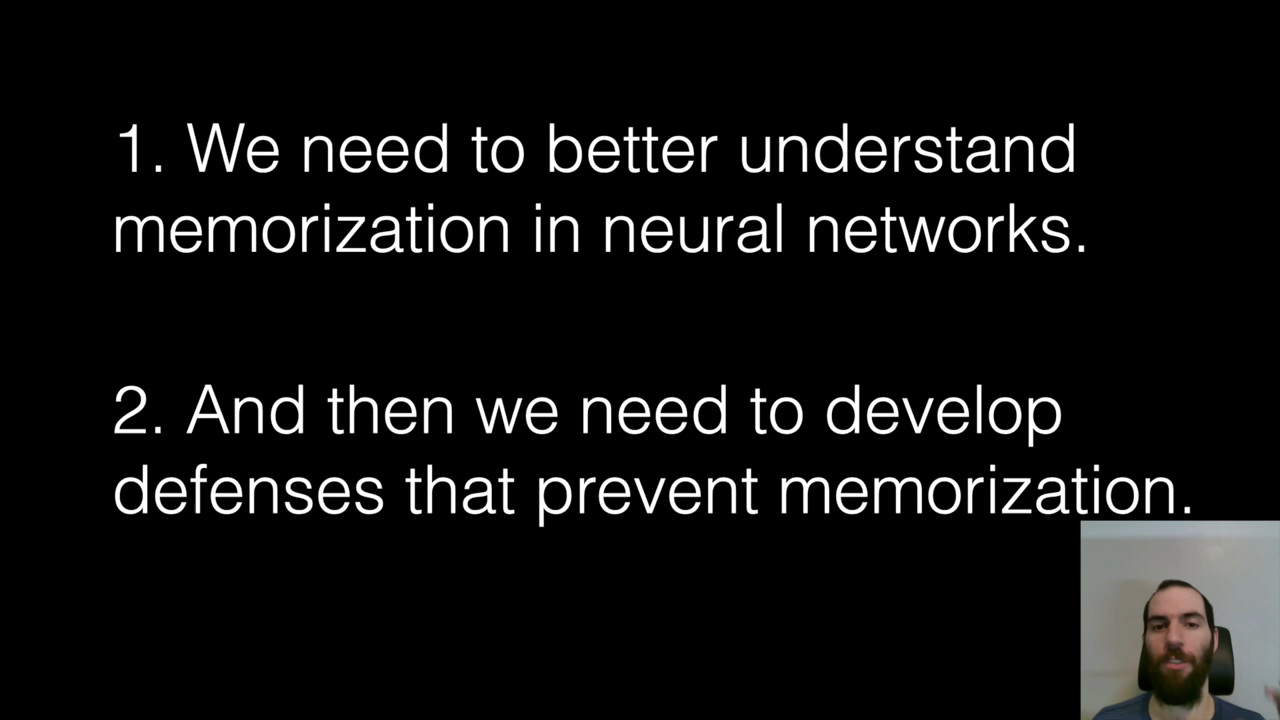 1. We need to better understand
memorization in neural networks.
2. And then we need to develop
defenses that prevent memorization.